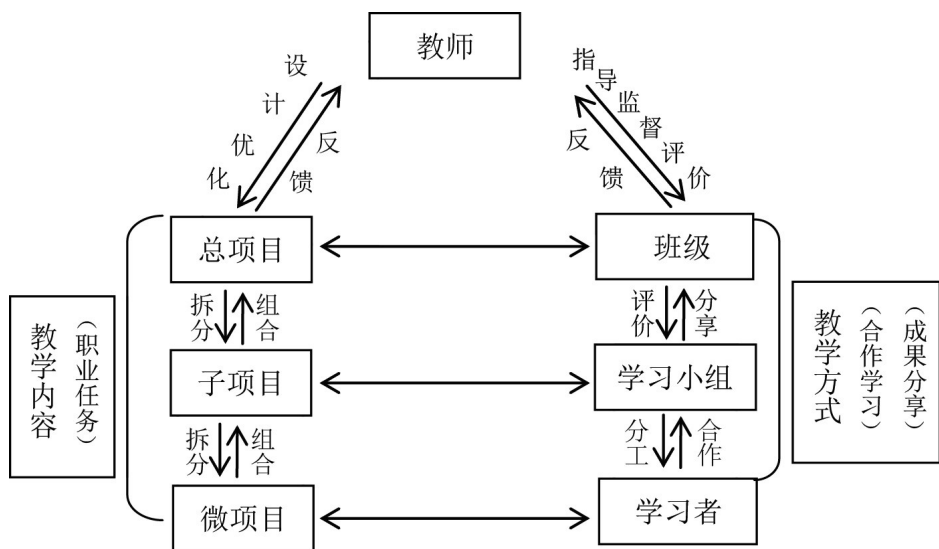 教师
设计优化
反馈
指导监督评价
反馈
总项目
班级
拆分
组合
评价
分享
教学内容
（职业任务）
子项目
学习小组
教学方式
（合作学习）
（成果分享）
拆分
组合
分工
合作
微项目
学习者